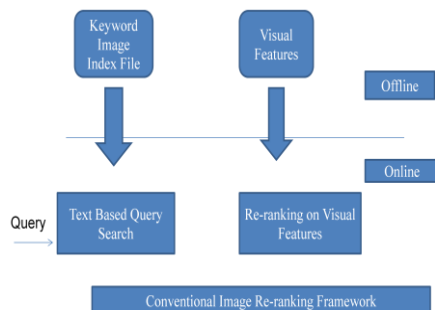 Keyword
Image
Index File
Visual
Features
Offline
Online
Query
Text Based Query
Search
Re-ranking on Visual
Features
Conventional Image Re-ranking Framework